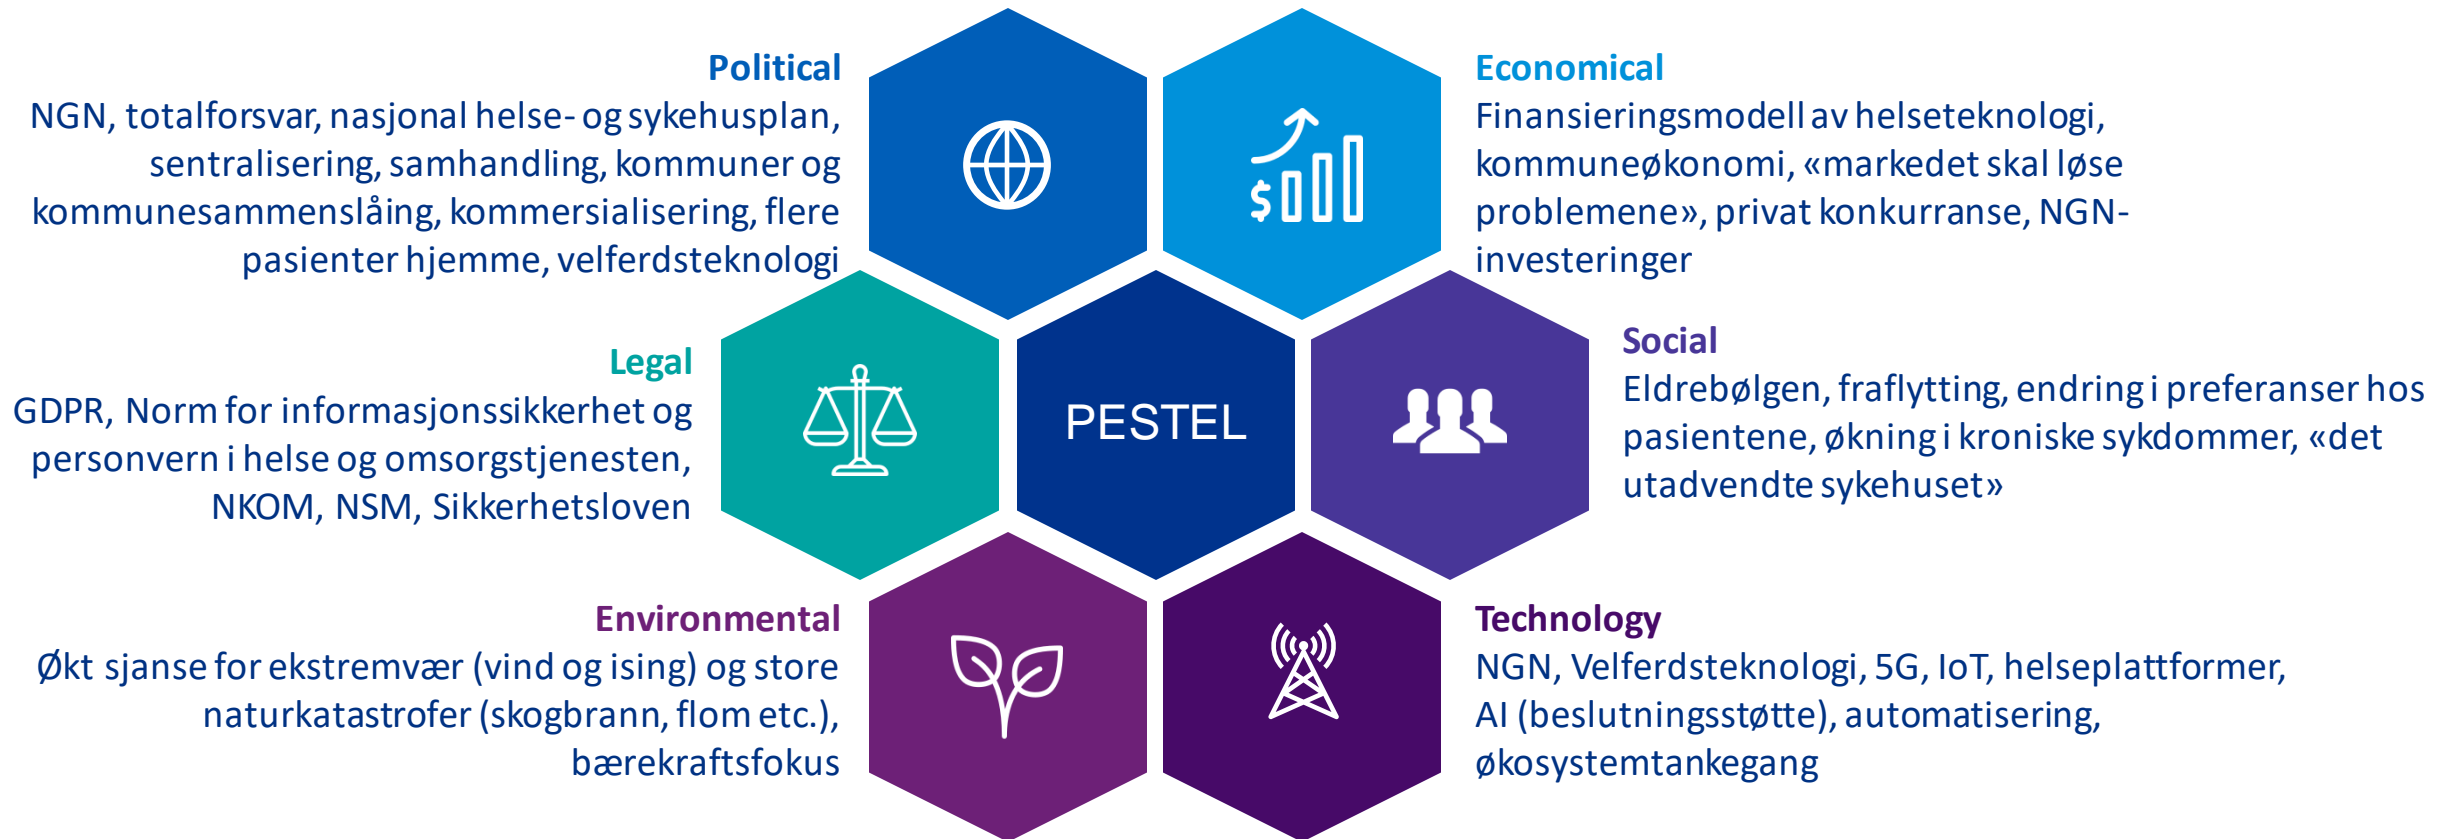 Political
NGN, totalforsvar, nasjonal helse- og sykehusplan,
sentralisering, samhandling, kommuner og
kommunesammenslåing, kommersialisering, flere
pasienter hjemme, velferdsteknologi
Economical
Finansieringsmodell av helseteknologi,
kommuneøkonomi, «markedet skal løse
problemene», privat konkurranse, NGN-
investeringer
$
Legal
GDPR, Norm for informasjonssikkerhet og
personvern i helse og omsorgstjenesten,
NKOM, NSM, Sikkerhetsloven
PESTEL
Social
Eldrebølgen, fraflytting, endring i preferanser hos
pasientene, økning i kroniske sykdommer, «det
utadvendte sykehuset»
Environmental
Økt sjanse for ekstremvær (vind og ising) og store
naturkatastrofer (skogbrann, flom etc.),
bærekraftsfokus
Technology
NGN, Velferdsteknologi, 5G, IoT, helseplattformer,
AI (beslutningsstøtte), automatisering,
økosystemtankegang